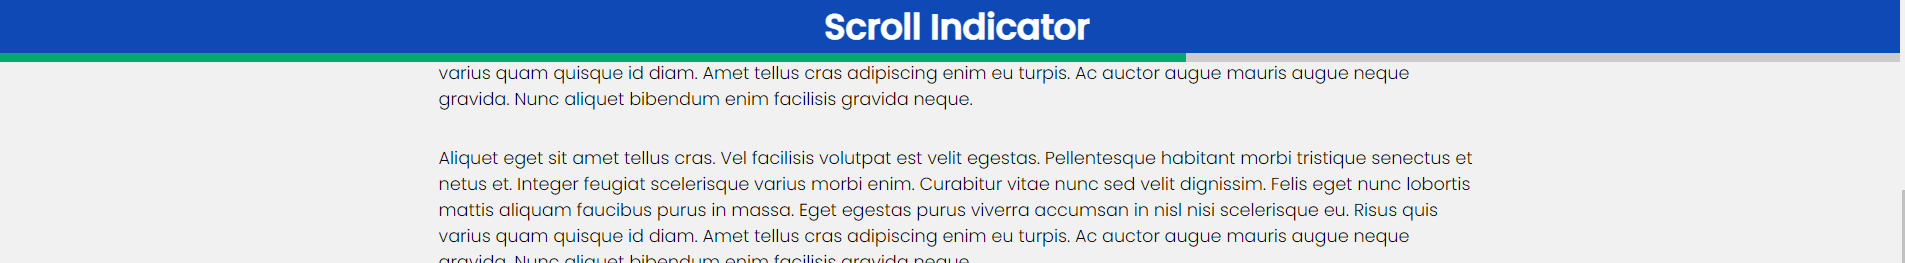 Scroll Indicator
varius quam quisque id diam. Amet tellus cras adipiscing enim eu turpis. Ac auctor augue mauris augue neque
gravida. Nunc aliquet bibendum enim facilisis gravida neque.
Aliquet eget sit amet tellus cras. Vel facilisis volutpat est velit egestas. Pellentesque habitant morbi tristique senectus et
netus et. Integer feugiat scelerisque varius morbi enim. Curabitur vitae nunc sed velit dignissim. Felis eget nunc lobortis
mattis aliquam faucibus purus in massa. Eget egestas purus viverra accumsan in nisl nisi scelerisque eu. Risus quis
varius quam quisque id diam. Amet tellus cras adipiscing enim eu turpis. Ac auctor augue mauris augue neque
gravida. Nunc aliquet bibendum enim facilisis gravida neque.